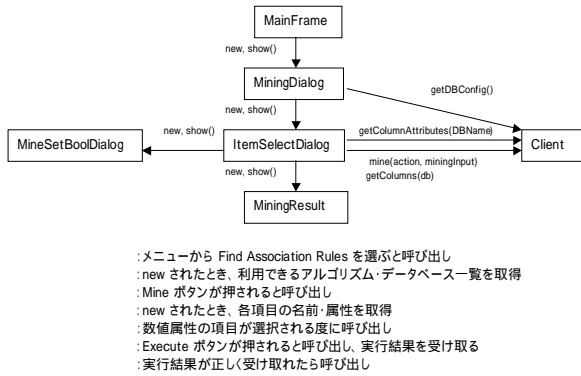 MainFrame
new, show()
MiningDialog
getDBConfig()
new, show()
new, show()
getColumnAttributes(DBName)
MineSetBoolDialog
ItemSelectDialog
Client
mine(action, miningInput)
new, show()
getColumns(db)
MiningResult
:メニューから Find Association Rules を選ぶと呼び出し
:new されたとき、利用できるアルゴリズム・データベース一覧を取得
:Mine ボタンが押されると呼び出し
:new されたとき、各項目の名前・属性を取得
:数値属性の項目が選択される度に呼び出し
:Execute ボタンが押されると呼び出し、実行結果を受け取る
:実行結果が正しく受け取れたら呼び出し